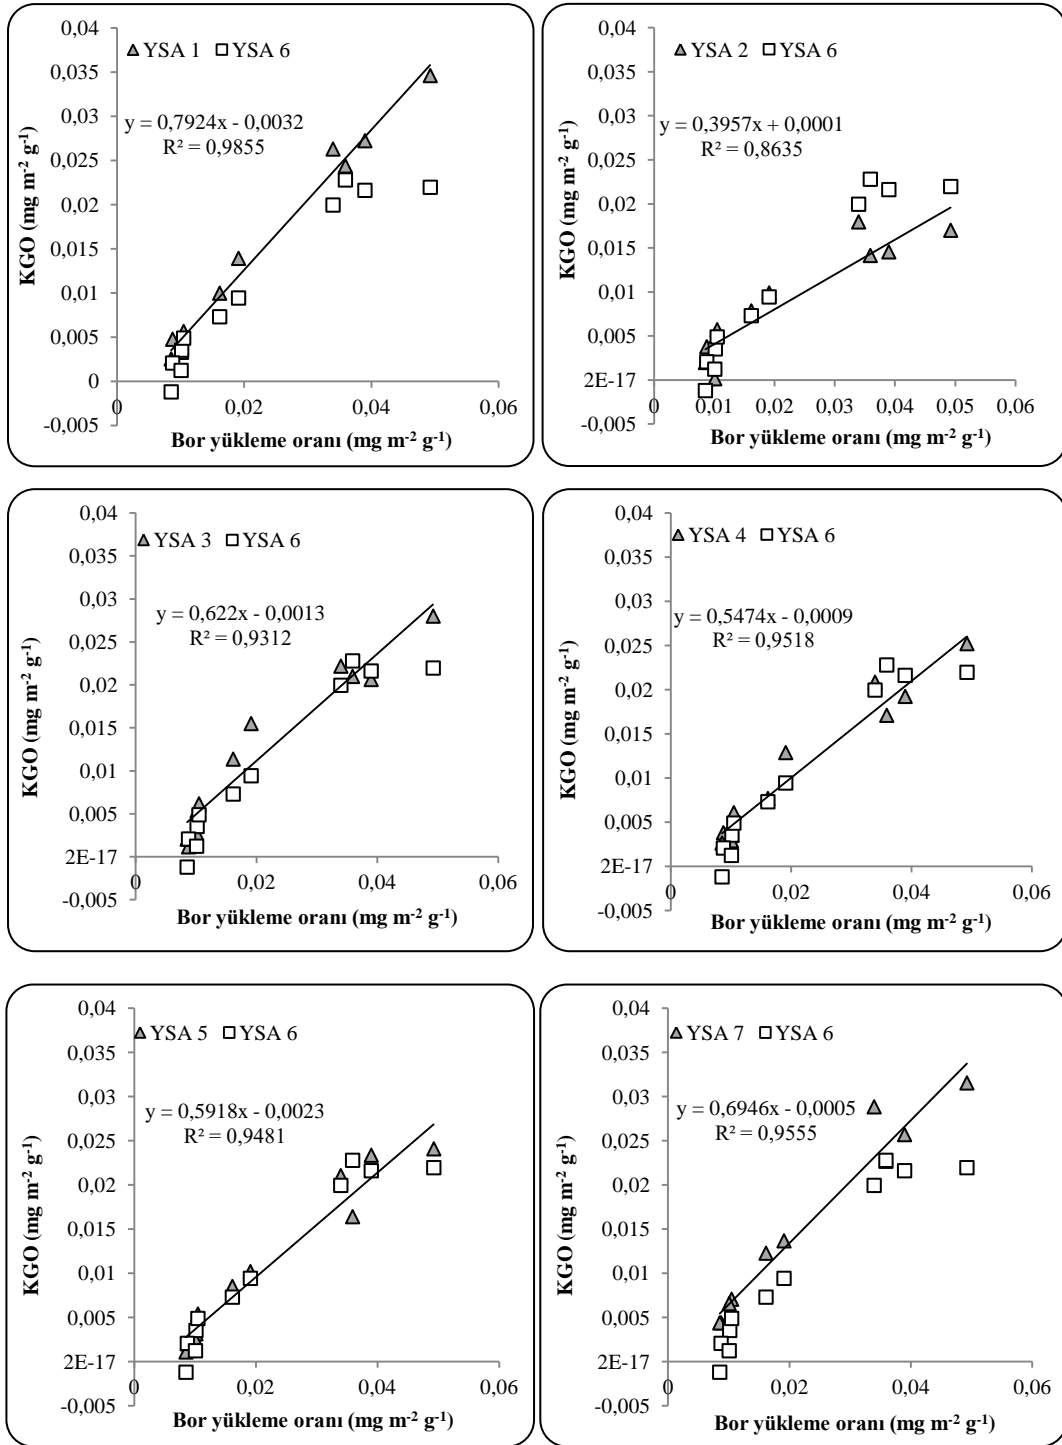 0,04
0,035
0,03
0,025
0,02
0,015
0,01
0,005
0
-0,005
KGO (mg m-2 g-1)
YSA 1 YSA 6
y = 0,7924x - 0,0032
R² = 0,9855
0 0,02 0,04 0,06
Bor yükleme oranı (mg m-2 g-1)
0,04
0,035
0,03
0,025
0,02
0,015
0,01
0,005
2E-17
-0,005
KGO (mg m-2 g-1)
YSA 2 YSA 6
y = 0,3957x + 0,0001
R² = 0,8635
0 0,01 0,02 0,03 0,04 0,05 0,06
Bor yükleme oranı (mg m-2 g-1)
0,04
0,035
0,03
0,025
0,02
0,015
0,01
0,005
2E-17
-0,005
KGO (mg m-2 g-1)
YSA 3 YSA 6
y = 0,622x - 0,0013
R² = 0,9312
0 0,02 0,04 0,06
Bor yükleme oranı (mg m-2 g-1)
0,04
0,035
0,03
0,025
0,02
0,015
0,01
0,005
2E-17
-0,005
KGO (mg m-2 g-1)
YSA 4 YSA 6
y = 0,5474x - 0,0009
R² = 0,9518
0 0,02 0,04 0,06
Bor yükleme oranı (mg m-2 g-1)
0,04
0,035
0,03
0,025
0,02
0,015
0,01
0,005
2E-17
-0,005
KGO (mg m-2 g-1)
YSA 5 YSA 6
y = 0,5918x - 0,0023
R² = 0,9481
0 0,02 0,04 0,06
Bor yükleme oranı (mg m-2 g-1)
0,04
0,035
0,03
0,025
0,02
0,015
0,01
0,005
2E-17
-0,005
KGO (mg m-2 g-1)
YSA 7 YSA 6
y = 0,6946x - 0,0005
R² = 0,9555
0 0,02 0,04 0,06
Bor yükleme oranı (mg m-2 g-1)